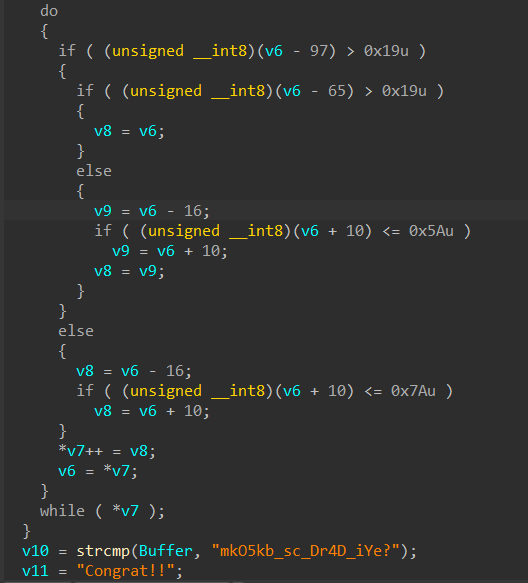 do
{
if ( (unsigned __int8)(v6 - 97) > 0x19u )
{
if ( (unsigned __int8)(v6 - 65) > 0x19u )
{
v8 = v6;
}
else
{
v9 = v6 - 16;
if ( (unsigned __int8)(v6 + 10) <= 0x5Au )
v9 = v6 + 10;
v8 = v9;
}
}
else
{
v8 = v6 - 16;
if ( (unsigned __int8)(v6 + 10) <= 0x7Au )
v8 = v6 + 10;
}
*v7++ = v8;
v6 = *v7;
}
while ( *v7 );
}
v10 = strcmp(Buffer, "mkO5kb_sc_Dr4D_iYe?");
v11 = "Congrat!!";